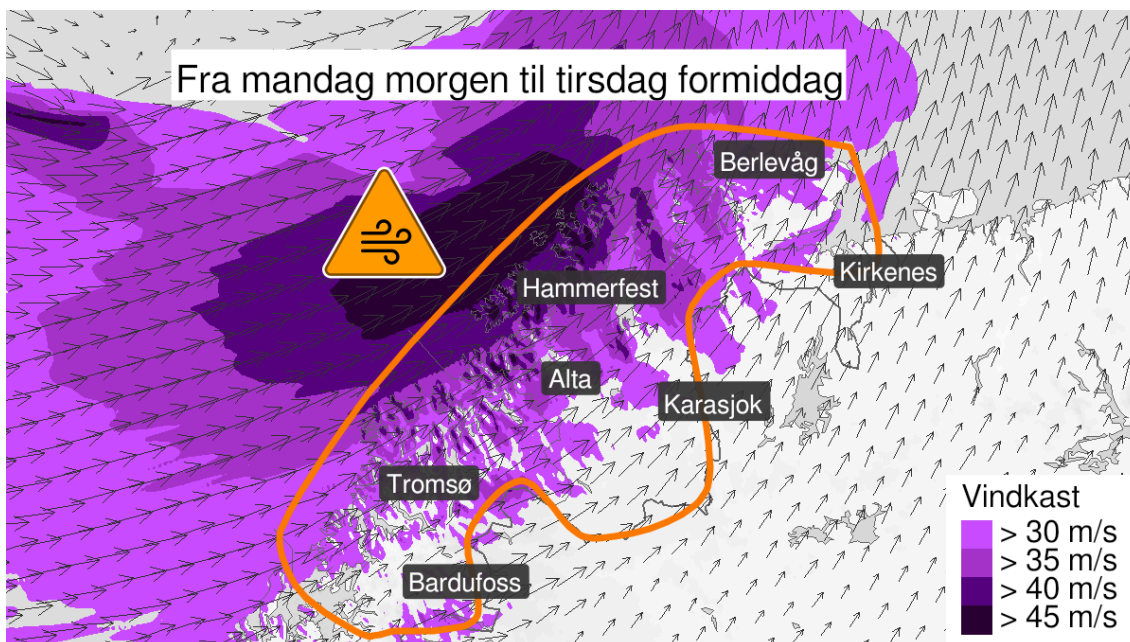 Fra mandag morgen til tirsdag formiddag
Berlevåg
Kirkenes
Hammerfest
Alta
Karasjok
Tromsø
Bardufoss
Vindkast
> 30 m/s
> 35 m/s
> 40 m/s
> 45 m/s